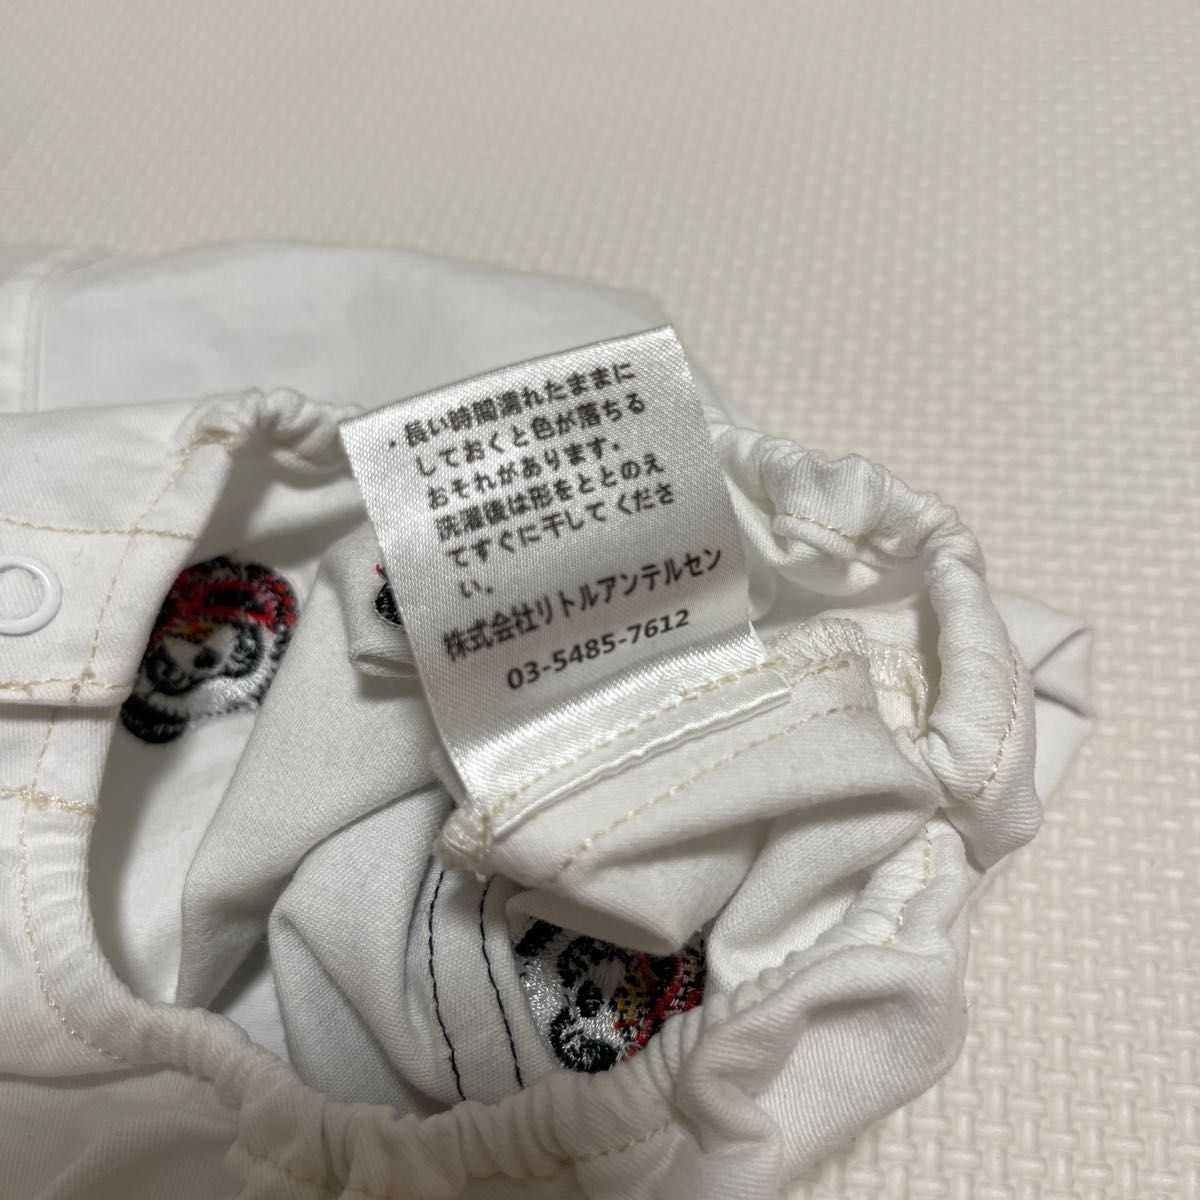 ・長い時間濡れたままに
しておくと色が落ちる
おそれがあります.
洗濯後は形をととのえ
てすぐに干してくださ
い.
株式会社リトルアンデルセン
03-5485-7612